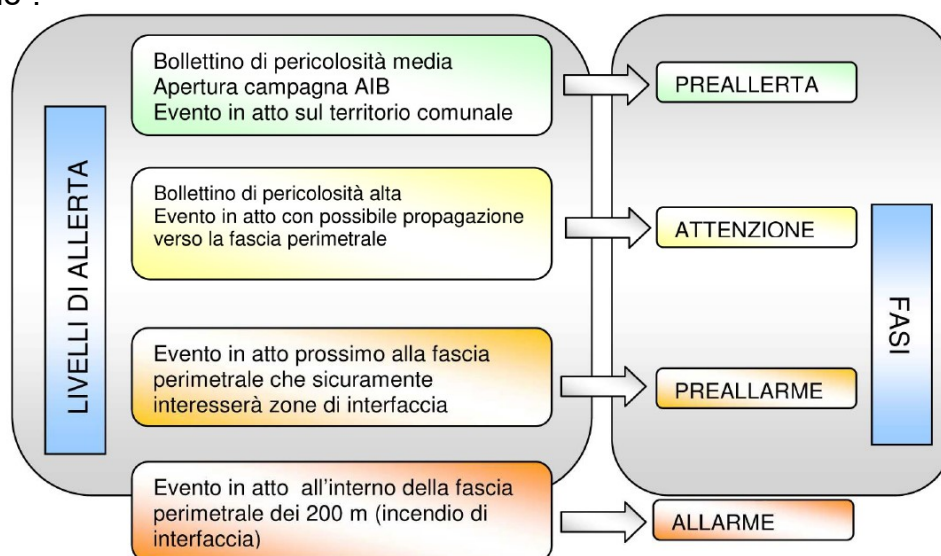 LIVELLI DI ALLERTA
Bollettino di pericolosità media
Apertura campagna AIB
Evento in atto sul territorio comunale
PREALLERTA
Bollettino di pericolosità alta
Evento in atto con possibile propagazione
verso la fascia perimetrale
ATTENZIONE
Evento in atto prossimo alla fascia
perimetrale che sicuramente
interesserà zone di interfaccia
PREALLARME
Evento in atto all'interno della fascia
perimetrale dei 200 m (incendio di
interfaccia)
ALLARME
FASI